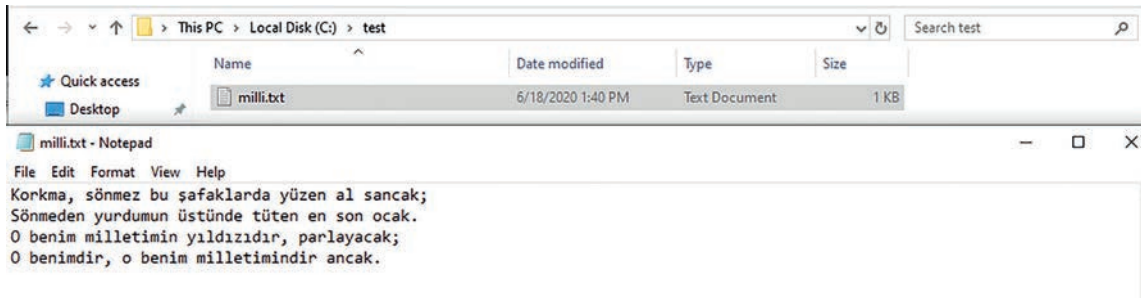 This PC > Local Disk (C:) > test
Search test
Quick access
Desktop
Name Date modified Type Size
milli.txt 6/18/2020 1:40 PM Text Document 1 KB
milli.txt - Notepad
File Edit Format View Help
Korkma, sönmez bu şafaklarda yüzen al sancak;
Sönmeden yurdumun üstünde tüten en son ocak.
O benim milletimin yıldızıdır, parlayacak;
O benimdir, o benim milletimindir ancak.